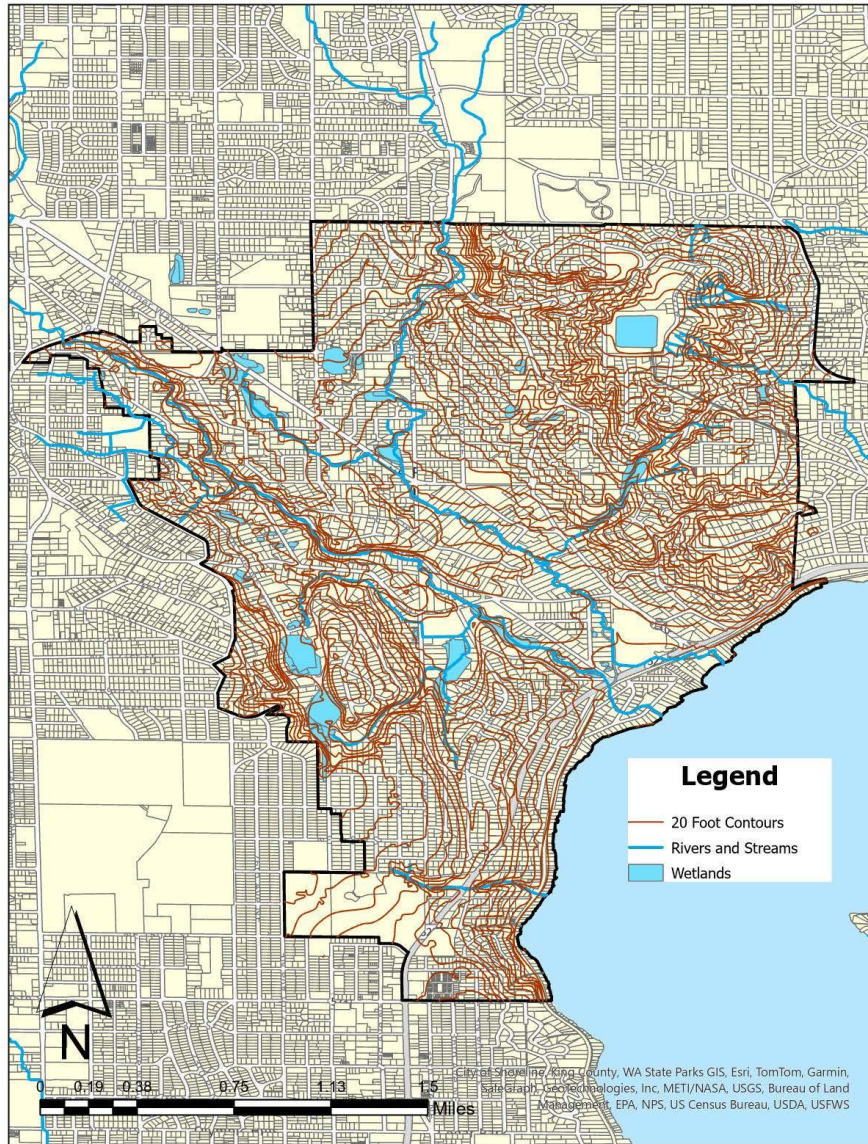 Legend
20 Foot Contours
Rivers and Streams
Wetlands
N
0 0.19 0.38 0.75 1.13 1.5
Miles
City of Shoreline, King County, WA State Parks GIS, Esri, TomTom, Garmin,
SafeGraph, GeoTechnologies, Inc, METI/NASA, USGS, Bureau of Land
Management, EPA, NPS, US Census Bureau, USDA, USFWS